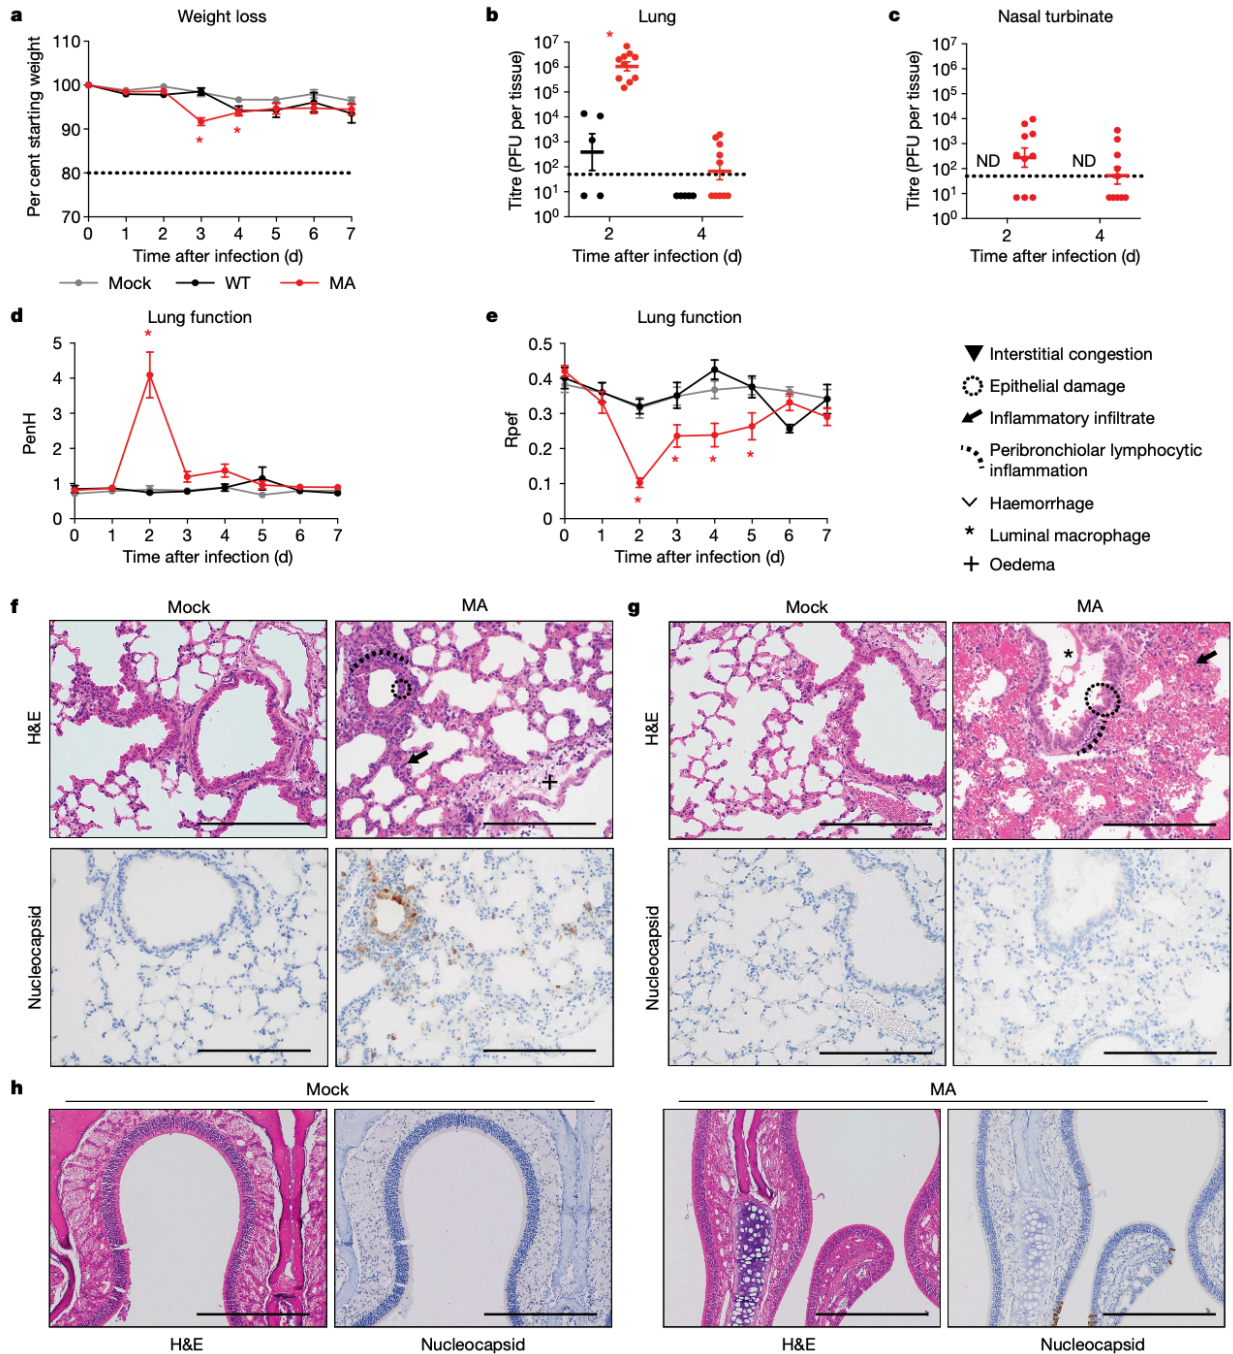 a Weight loss
Per cent starting weight
110
100
90
80
70
0 1 2 3 4 5 6 7
Time after infection (d)
Mock WT MA
b Lung
Titre (PFU per tissue)
*
10⁷
10⁶
10⁵
10⁴
10³
10²
10¹
10⁰
2 4
Time after infection (d)
c Nasal turbinate
Titre (PFU per tissue)
10⁷
10⁶
10⁵
10⁴
10³
10²
10¹
10⁰
ND ND
2 4
Time after infection (d)
d Lung function
PenH
*
5
4
3
2
1
0
0 1 2 3 4 5 6 7
Time after infection (d)
e Lung function
Rpef
0.5
0.4
0.3
0.2
0.1
0
* * * *
0 1 2 3 4 5 6 7
Time after infection (d)
Interstitial congestion
Epithelial damage
Inflammatory infiltrate
Peribronchiolar lymphocytic
inflammation
Haemorrhage
* Luminal macrophage
+ Oedema
f Mock MA
H&E
+
Nucleocapsid
g Mock MA
H&E
*
Nucleocapsid
h Mock MA
H&E Nucleocapsid H&E Nucleocapsid